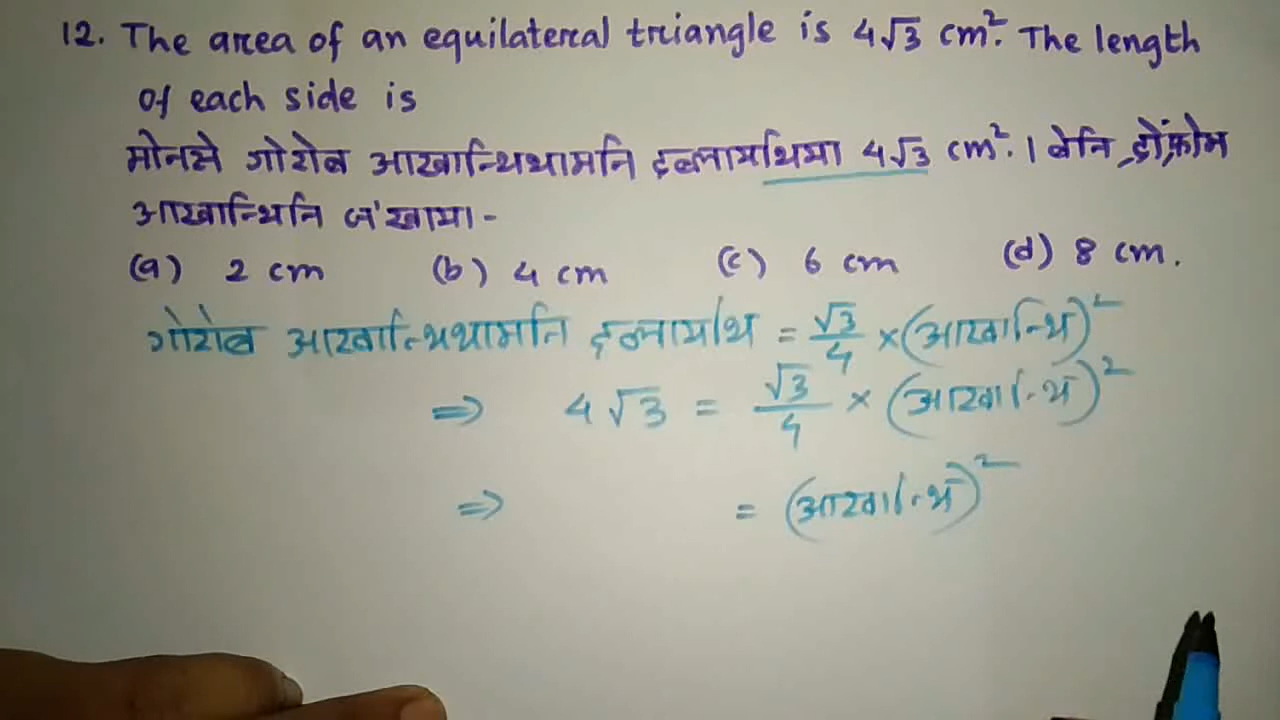 12. The area of an equilateral triangle is 4√3 cm². The length
of each side is
मोनसे गोरोब आखान्थिथामनि दब्लायथिमा 4√3 cm². । बेनि द्रोंफ्रोम
आखान्थिनि ज'खामा -
(a) 2 cm (b) 4 cm (c) 6 cm (d) 8 cm.
गोरोब आखान्थिथामनि दब्लायथि = √3/4 × (आखान्थि)²
⇒ 4√3 = √3/4 × (आखान्थि)²
⇒ = (आखान्थि)²